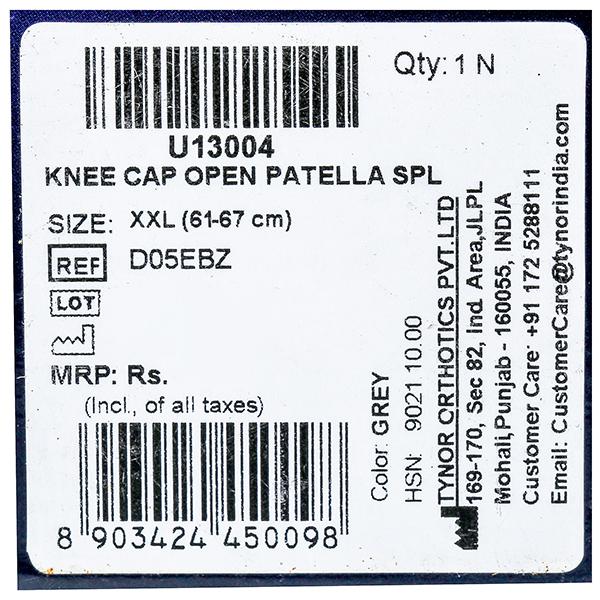 Qty: 1 N
U13004
KNEE CAP OPEN PATELLA SPL
SIZE: XXL (61-67 cm)
REF D05EBZ
LOT
MRP: Rs.
(Incl., of all taxes)
8 903424 450098
Color: GREY
HSN: 9021 10.00
TYNOR ORTHOTICS PVT.LTD
169-170, Sec 82, Ind. Area,JLPL
Mohali,Punjab - 160055, INDIA
Customer Care: +91 172 5288111
Email: CustomerCare@tynorindia.com